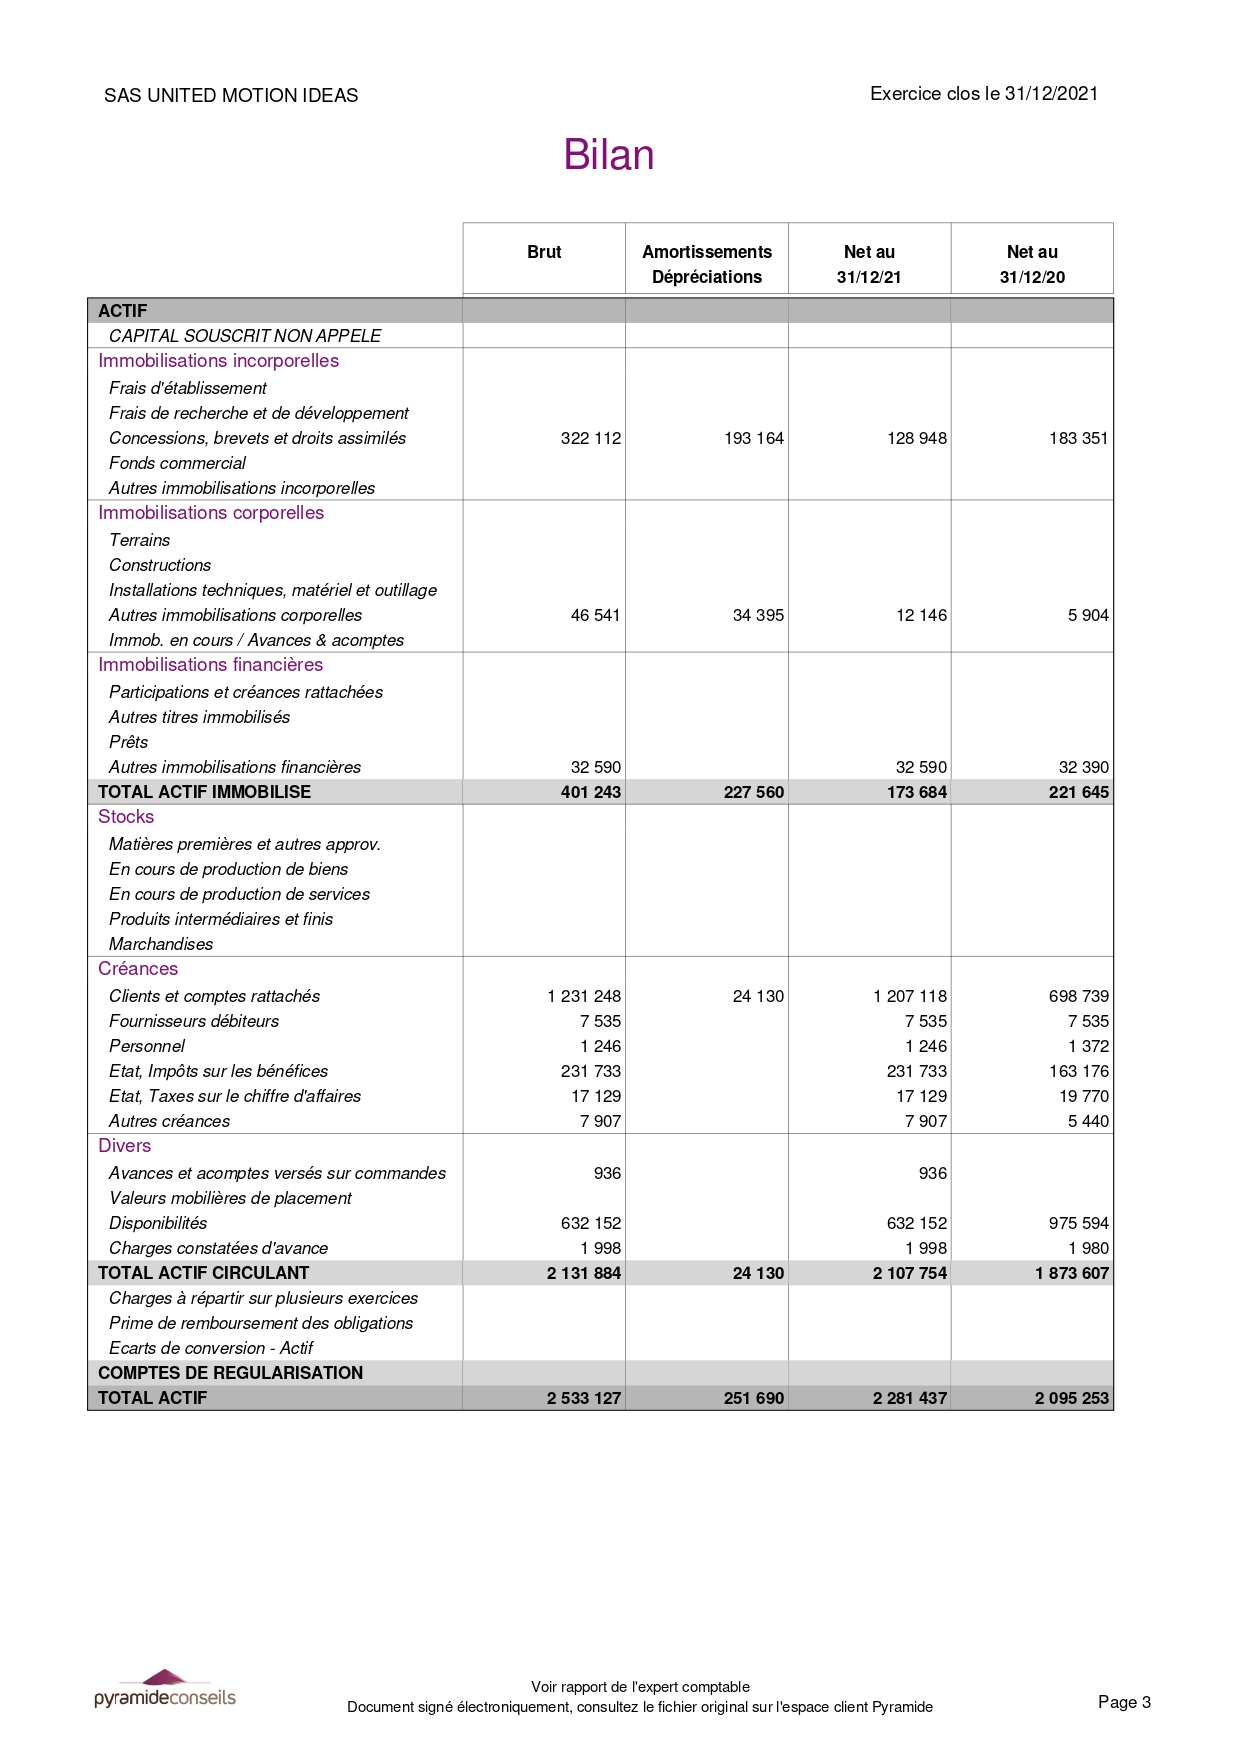 SAS UNITED MOTION IDEAS Exercice clos le 31/12/2021
Bilan
Brut Amortissements Net au Net au
Dépréciations 31/12/21 31/12/20
ACTIF
CAPITAL SOUSCRIT NON APPELE
Immobilisations incorporelles
Frais d'établissement
Frais de recherche et de développement
Concessions, brevets et droits assimilés 322 112 193 164 128 948 183 351
Fonds commercial
Autres immobilisations incorporelles
Immobilisations corporelles
Terrains
Constructions
Installations techniques, matériel et outillage
Autres immobilisations corporelles 46 541 34 395 12 146 5 904
Immob. en cours / Avances & acomptes
Immobilisations financières
Participations et créances rattachées
Autres titres immobilisés
Prêts
Autres immobilisations financières 32 590 32 590 32 390
TOTAL ACTIF IMMOBILISE 401 243 227 560 173 684 221 645
Stocks
Matières premières et autres approv.
En cours de production de biens
En cours de production de services
Produits intermédiaires et finis
Marchandises
Créances
Clients et comptes rattachés 1 231 248 24 130 1 207 118 698 739
Fournisseurs débiteurs 7 535 7 535 7 535
Personnel 1 246 1 246 1 372
Etat, Impôts sur les bénéfices 231 733 231 733 163 176
Etat, Taxes sur le chiffre d'affaires 17 129 17 129 19 770
Autres créances 7 907 7 907 5 440
Divers
Avances et acomptes versés sur commandes 936 936
Valeurs mobilières de placement
Disponibilités 632 152 632 152 975 594
Charges constatées d'avance 1 998 1 998 1 980
TOTAL ACTIF CIRCULANT 2 131 884 24 130 2 107 754 1 873 607
Charges à répartir sur plusieurs exercices
Prime de remboursement des obligations
Ecarts de conversion - Actif
COMPTES DE REGULARISATION
TOTAL ACTIF 2 533 127 251 690 2 281 437 2 095 253
pyramideconseils
Voir rapport de l'expert comptable
Document signé électroniquement, consultez le fichier original sur l'espace client Pyramide
Page 3